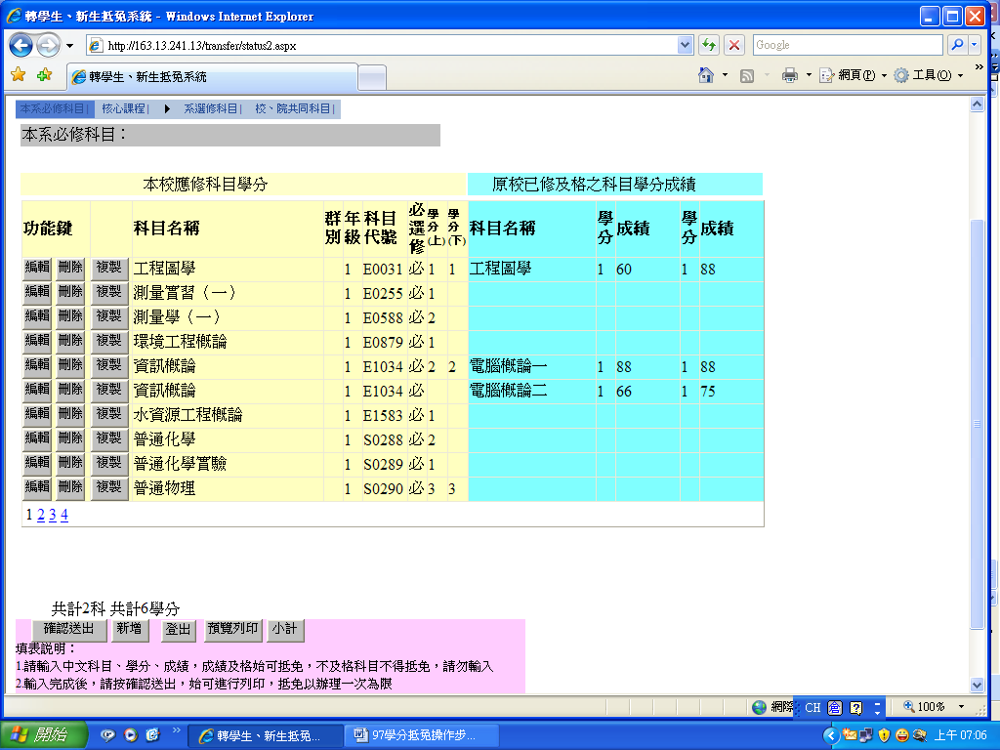 轉學生、新生抵免系統 - Windows Internet Explorer
http://163.13.241.13/transfer/status2.aspx
Google
轉學生、新生抵免系統
網頁(P)
工具(O)
本系必修科目| 核心課程| 系選修科目| 校、院共同科目|
本系必修科目：
本校應修科目學分 原校已修及格之科目學分成績
功能鍵 科目名稱 群別 年級 科目代號 必選修 學分(上) 學分(下) 科目名稱 學分 成績 學分 成績
編輯 刪除 複製 工程圖學 1 E0031 必 1 1 工程圖學 1 60 1 88
編輯 刪除 複製 測量實習（一） 1 E0255 必 1
編輯 刪除 複製 測量學（一） 1 E0588 必 2
編輯 刪除 複製 環境工程概論 1 E0879 必 1
編輯 刪除 複製 資訊概論 1 E1034 必 2 2 電腦概論一 1 88 1 88
編輯 刪除 複製 資訊概論 1 E1034 必 電腦概論二 1 66 1 75
編輯 刪除 複製 水資源工程概論 1 E1583 必 1
編輯 刪除 複製 普通化學 1 S0288 必 2
編輯 刪除 複製 普通化學實驗 1 S0289 必 1
編輯 刪除 複製 普通物理 1 S0290 必 3 3
1 2 3 4
共計2科 共計6學分
確認送出 新增 登出 預覽列印 小計
填表說明：
1.請輸入中文科目、學分、成績，成績及格始可抵免，不及格科目不得抵免，請勿輸入
2.輸入完成後，請按確認送出，始可進行列印，抵免以辦理一次為限
網際 CH 100%
開始 轉學生、新生抵免... 97學分抵免操作步... 上午 07:06